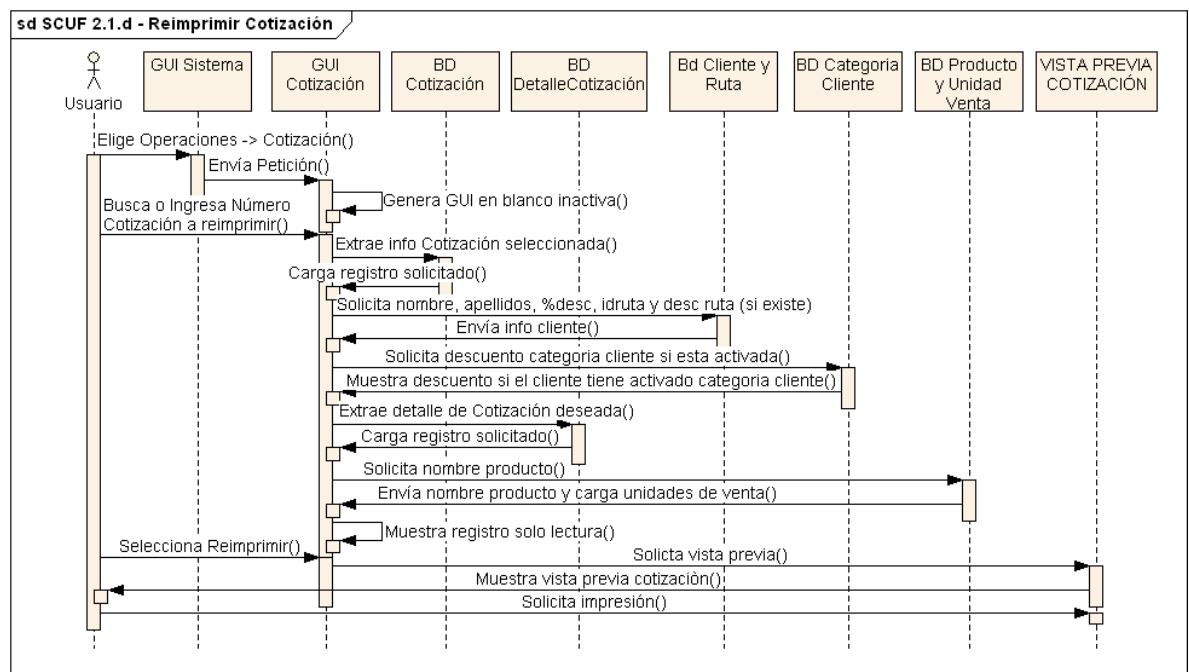 sd SCUF 2.1.d - Reimprimir Cotización
Usuario
GUI Sistema
GUI
Cotización
BD
Cotización
BD
DetalleCotización
Bd Cliente y
Ruta
BD Categoria
Cliente
BD Producto
y Unidad
Venta
VISTA PREVIA
COTIZACIÓN
Elige Operaciones -> Cotización()
Envía Petición()
Genera GUI en blanco inactiva()
Busca o Ingresa Número
Cotización a reimprimir()
Extrae info Cotización seleccionada()
Carga registro solicitado()
Solicita nombre, apellidos, %desc, idruta y desc ruta (si existe)
Envía info cliente()
Solicita descuento categoria cliente si esta activada()
Muestra descuento si el cliente tiene activado categoria cliente()
Extrae detalle de Cotización deseada()
Carga registro solicitado()
Solicita nombre producto()
Envía nombre producto y carga unidades de venta()
Muestra registro solo lectura()
Selecciona Reimprimir()
Solicta vista previa()
Muestra vista previa cotizaciòn()
Solicita impresión()